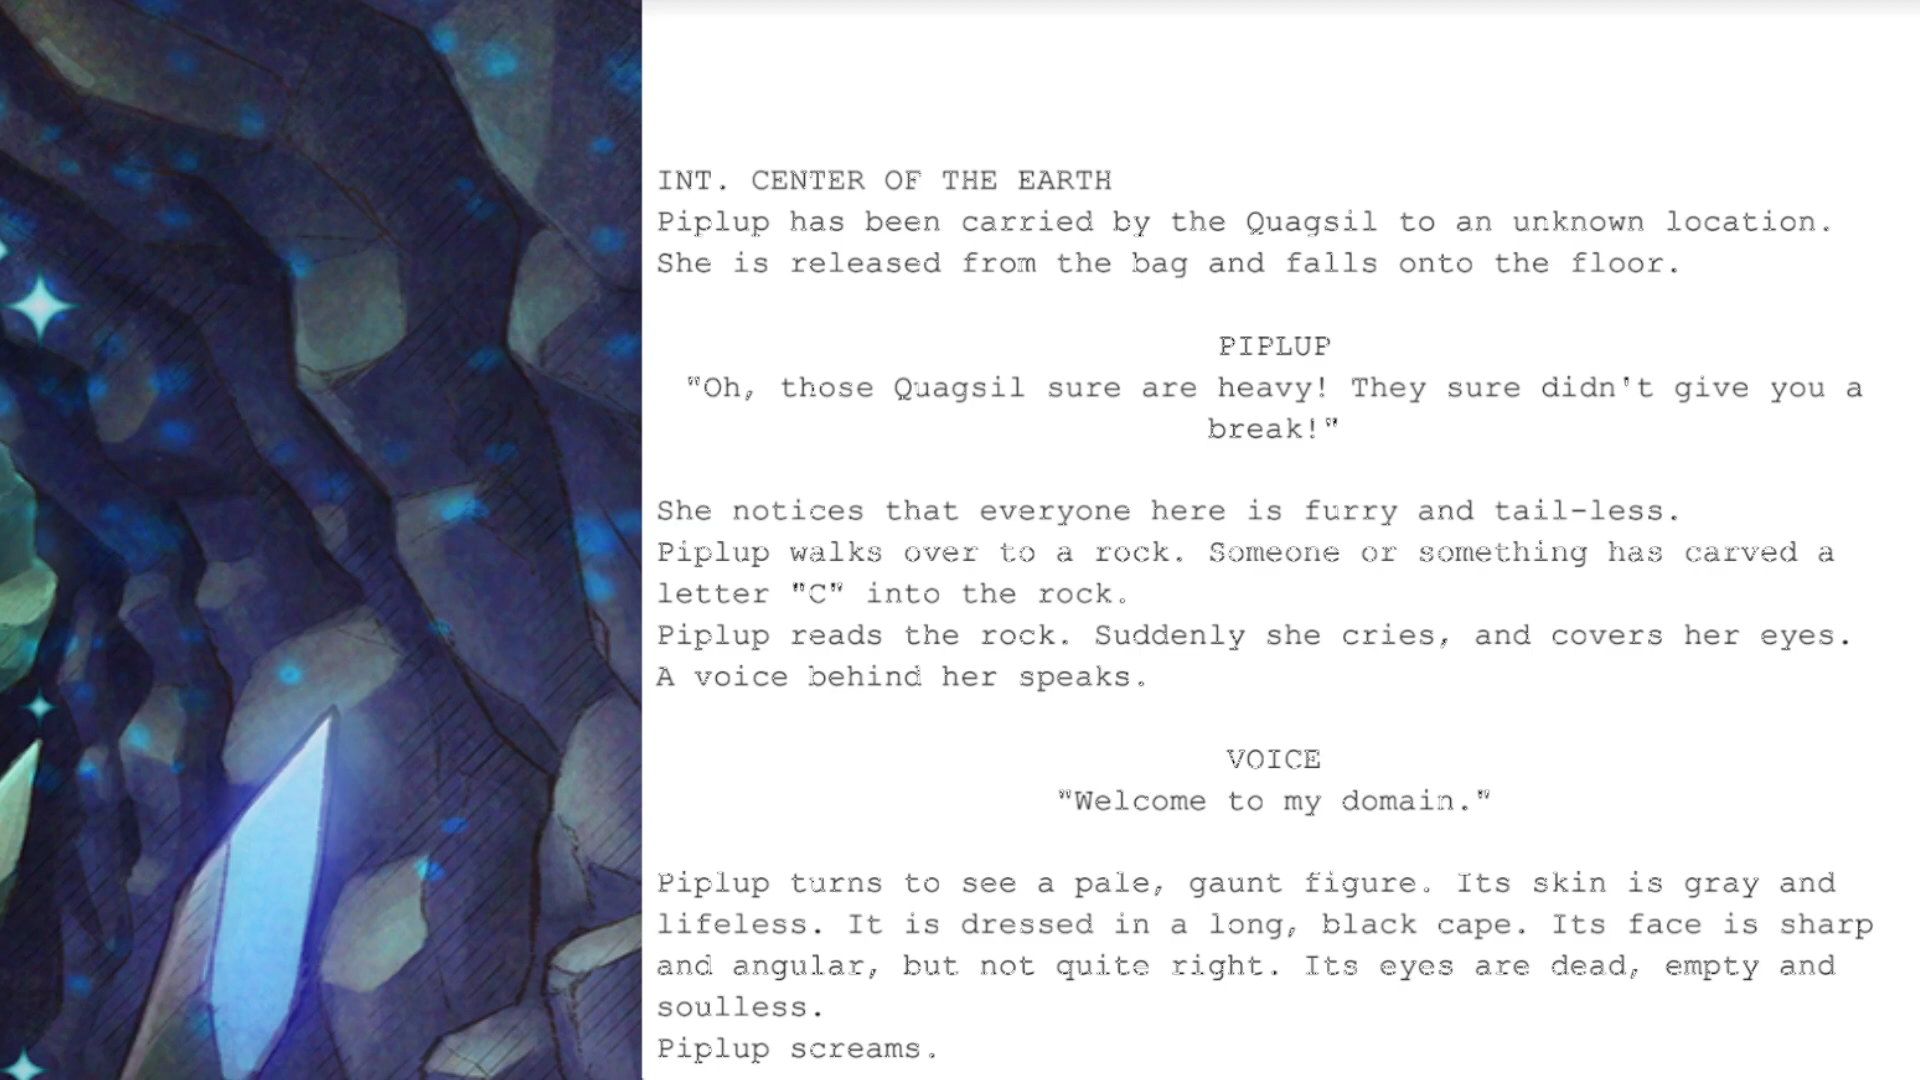 INT. CENTER OF THE EARTH
Piplup has been carried by the Quagsil to an unknown location.
She is released from the bag and falls onto the floor.
PIPLUP
"Oh, those Quagsil sure are heavy! They sure didn't give you a
break!"
She notices that everyone here is furry and tail-less.
Piplup walks over to a rock. Someone or something has carved a
letter "C" into the rock.
Piplup reads the rock. Suddenly she cries, and covers her eyes.
A voice behind her speaks.
VOICE
"Welcome to my domain."
Piplup turns to see a pale, gaunt figure. Its skin is gray and
lifeless. It is dressed in a long, black cape. Its face is sharp
and angular, but not quite right. Its eyes are dead, empty and
soulless.
Piplup screams.